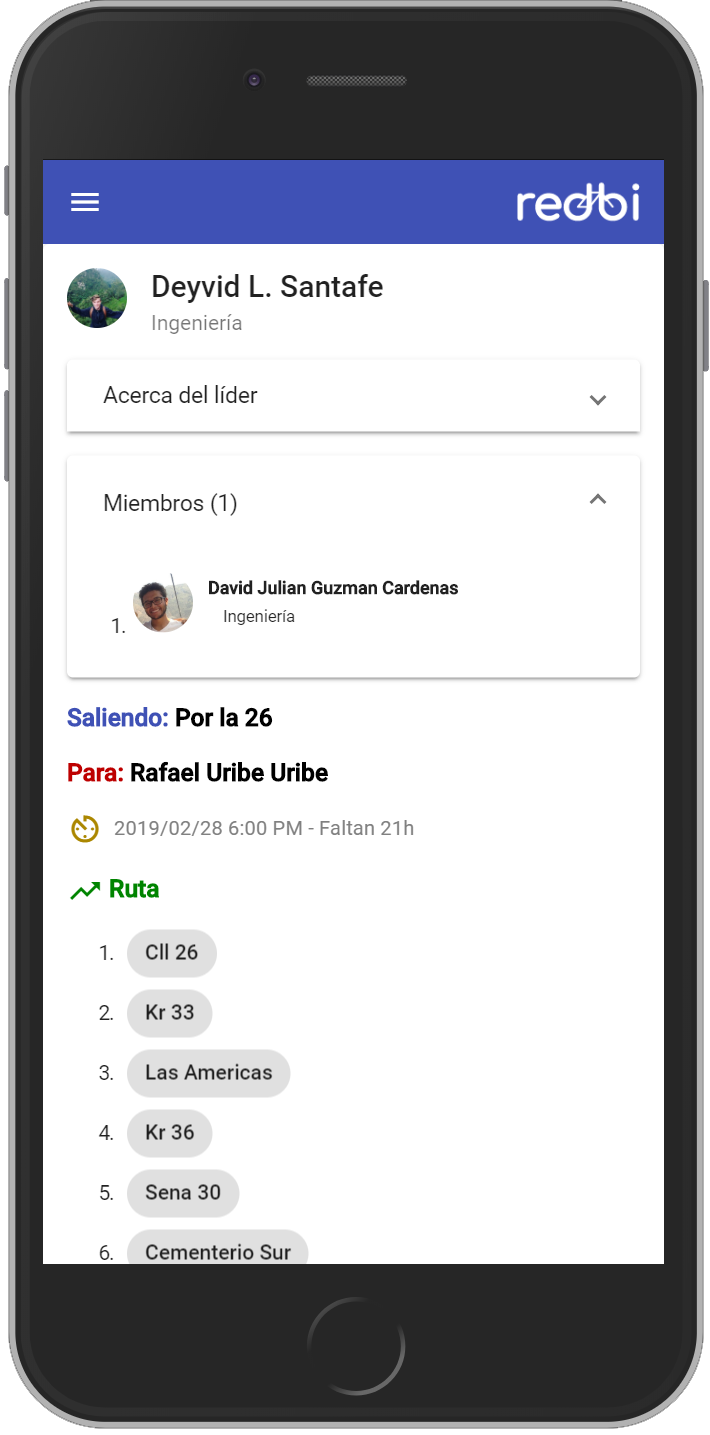 redbi
Deyvid L. Santafe
Ingeniería
Acerca del líder
Miembros (1)
1.
David Julian Guzman Cardenas
Ingeniería
Saliendo: Por la 26
Para: Rafael Uribe Uribe
2019/02/28 6:00 PM - Faltan 21h
Ruta
1. Cll 26
2. Kr 33
3. Las Americas
4. Kr 36
5. Sena 30
6. Cementerio Sur